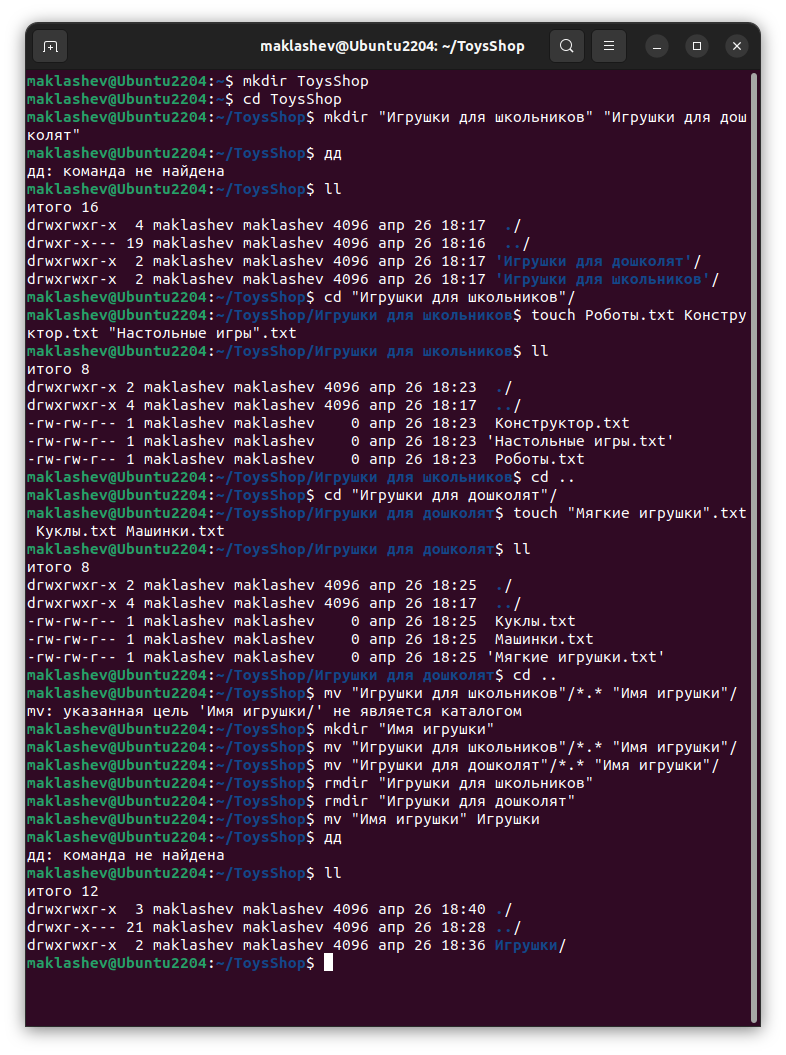 maklashev@Ubuntu2204: ~/ToysShop
maklashev@Ubuntu2204:~$ mkdir ToysShop
maklashev@Ubuntu2204:~$ cd ToysShop
maklashev@Ubuntu2204:~/ToysShop$ mkdir "Игрушки для школьников" "Игрушки для дош
колят"
maklashev@Ubuntu2204:~/ToysShop$ дд
дд: команда не найдена
maklashev@Ubuntu2204:~/ToysShop$ ll
итого 16
drwxrwxr-x  4 maklashev maklashev 4096 апр 26 18:17  ./
drwxr-x--- 19 maklashev maklashev 4096 апр 26 18:16  ../
drwxrwxr-x  2 maklashev maklashev 4096 апр 26 18:17 'Игрушки для дошколят'/
drwxrwxr-x  2 maklashev maklashev 4096 апр 26 18:17 'Игрушки для школьников'/
maklashev@Ubuntu2204:~/ToysShop$ cd "Игрушки для школьников"/
maklashev@Ubuntu2204:~/ToysShop/Игрушки для школьников$ touch Роботы.txt Констру
ктор.txt "Настольные игры".txt
maklashev@Ubuntu2204:~/ToysShop/Игрушки для школьников$ ll
итого 8
drwxrwxr-x 2 maklashev maklashev 4096 апр 26 18:23  ./
drwxrwxr-x 4 maklashev maklashev 4096 апр 26 18:17  ../
-rw-rw-r-- 1 maklashev maklashev    0 апр 26 18:23  Конструктор.txt
-rw-rw-r-- 1 maklashev maklashev    0 апр 26 18:23 'Настольные игры.txt'
-rw-rw-r-- 1 maklashev maklashev    0 апр 26 18:23  Роботы.txt
maklashev@Ubuntu2204:~/ToysShop/Игрушки для школьников$ cd ..
maklashev@Ubuntu2204:~/ToysShop$ cd "Игрушки для дошколят"/
maklashev@Ubuntu2204:~/ToysShop/Игрушки для дошколят$ touch "Мягкие игрушки".txt
 Куклы.txt Машинки.txt
maklashev@Ubuntu2204:~/ToysShop/Игрушки для дошколят$ ll
итого 8
drwxrwxr-x 2 maklashev maklashev 4096 апр 26 18:25  ./
drwxrwxr-x 4 maklashev maklashev 4096 апр 26 18:17  ../
-rw-rw-r-- 1 maklashev maklashev    0 апр 26 18:25  Куклы.txt
-rw-rw-r-- 1 maklashev maklashev    0 апр 26 18:25  Машинки.txt
-rw-rw-r-- 1 maklashev maklashev    0 апр 26 18:25 'Мягкие игрушки.txt'
maklashev@Ubuntu2204:~/ToysShop/Игрушки для дошколят$ cd ..
maklashev@Ubuntu2204:~/ToysShop$ mv "Игрушки для школьников"/*.* "Имя игрушки"/
mv: указанная цель 'Имя игрушки/' не является каталогом
maklashev@Ubuntu2204:~/ToysShop$ mkdir "Имя игрушки"
maklashev@Ubuntu2204:~/ToysShop$ mv "Игрушки для школьников"/*.* "Имя игрушки"/
maklashev@Ubuntu2204:~/ToysShop$ mv "Игрушки для дошколят"/*.* "Имя игрушки"/
maklashev@Ubuntu2204:~/ToysShop$ rmdir "Игрушки для школьников"
maklashev@Ubuntu2204:~/ToysShop$ rmdir "Игрушки для дошколят"
maklashev@Ubuntu2204:~/ToysShop$ mv "Имя игрушки" Игрушки
maklashev@Ubuntu2204:~/ToysShop$ дд
дд: команда не найдена
maklashev@Ubuntu2204:~/ToysShop$ ll
итого 12
drwxrwxr-x  3 maklashev maklashev 4096 апр 26 18:40 ./
drwxr-x--- 21 maklashev maklashev 4096 апр 26 18:28 ../
drwxrwxr-x  2 maklashev maklashev 4096 апр 26 18:36 Игрушки/
maklashev@Ubuntu2204:~/ToysShop$